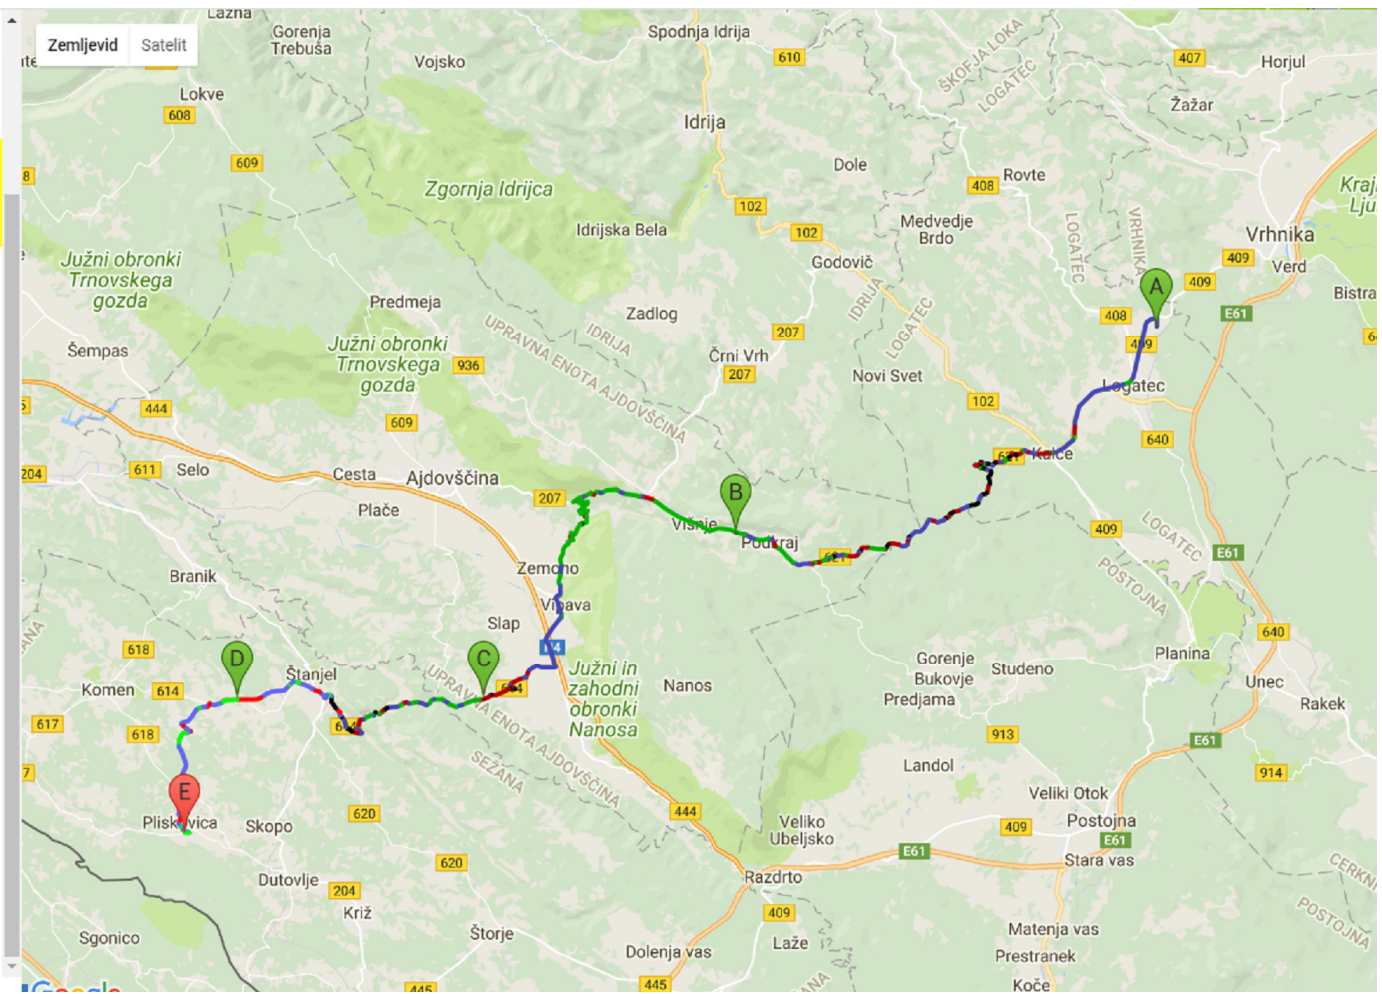 Lazna
Gorenja
Trebuša
Spodnja Idrija
Zemljevid
Satelit
Vojsko
610
ŠKOFJA LOKA
LOGATEC
407
Horjul
Lokve
608
Žažar
Idrija
609
Dole
Rovte
408
Zgornja Idrijca
102
Medvedje
Brdo
LOGATEC
VRHNIKA
Idrijska Bela
102
Vrhnika
409
Verd
Južni obronki
Trnovskega
gozda
Godovič
A
409
Bistra
Predmeja
IDRIJA
LOGATEC
Zadlog
408
E61
UPRAVNA ENOTA AJDOVŠČINA
IDRIJA
207
409
Šempas
Južni obronki
Trnovskega
gozda
936
Črni Vrh
207
Novi Svet
Logatec
102
444
609
640
204
611
Selo
Cesta
Ajdovščina
621
Kalce
207
B
Plače
Višnje
Podkraj
409
LOGATEC
POSTOJNA
621
E61
Branik
Zemono
Vipava
Slap
640
618
D
C
Planina
Štanjel
Južni in
zahodni
obronki
Nanosa
Gorenje
Bukovje
Studeno
Komen
614
Nanos
Predjama
Unec
Rakek
617
618
UPRAVNA ENOTA AJDOVŠČINA
SEŽANA
913
E61
Landol
914
E
Veliki Otok
Pliskovica
Skopo
620
444
Veliko
Ubeljsko
409
Postojna
E61
E61
Stara vas
620
Razdrto
CERKN
Dutovlje
204
Križ
409
POSTOJNA
Sgonico
Štorje
Laže
Matenja vas
Dolenja vas
Prestranek
445
445
Koče
Google